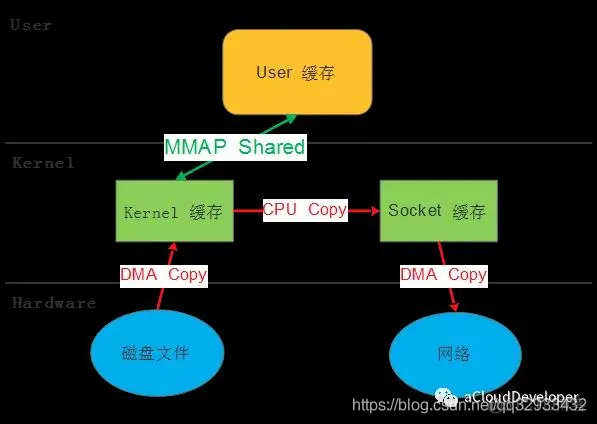 User
User 缓存
MMAP Shared
Kernel
Kernel 缓存
CPU Copy
Socket 缓存
DMA Copy
DMA Copy
Hardware
磁盘文件
网络
aCloudDeveloper
https://blog.csdn.net/qq32933432